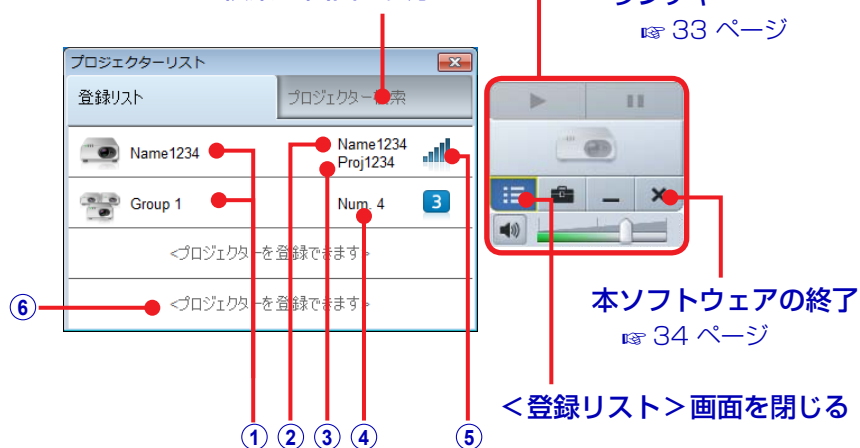 ☞ 33 ページ
プロジェクターリスト
登録リスト
プロジェクター検索
Name1234
Name1234
Proj1234
Group 1
Num. 4
3
<プロジェクターを登録できます>
<プロジェクターを登録できます>
⑥
本ソフトウェアの終了
☞ 34 ページ
<登録リスト>画面を閉じる
① ② ③ ④ ⑤